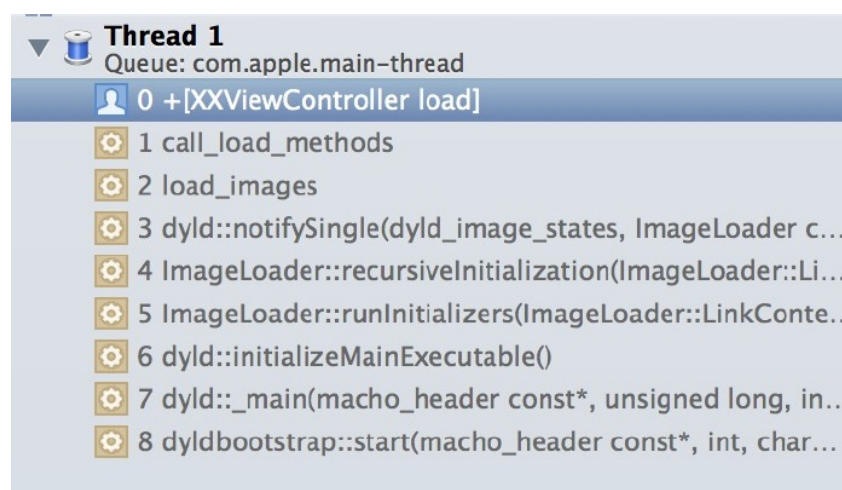 Thread 1
Queue: com.apple.main-thread
0 +[XXViewController load]
1 call_load_methods
2 load_images
3 dyld::notifySingle(dyld_image_states, ImageLoader c...
4 ImageLoader::recursiveInitialization(ImageLoader::Li...
5 ImageLoader::runInitializers(ImageLoader::LinkConte...
6 dyld::initializeMainExecutable()
7 dyld::_main(macho_header const*, unsigned long, in...
8 dyldbootstrap::start(macho_header const*, int, char...